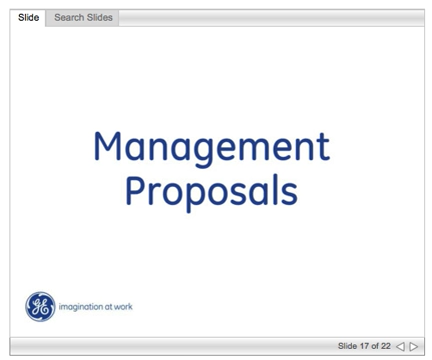 Slide Search Slides
Management
Proposals
GE imagination at work
Slide 17 of 22